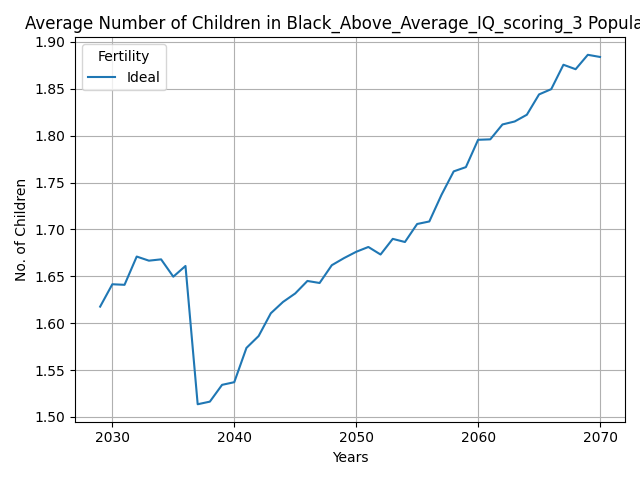 Average Number of Children in Black_Above_Average_IQ_scoring_3 Popula
Fertility
Ideal
1.90
1.85
1.80
1.75
1.70
1.65
1.60
1.55
1.50
No. of Children
2030
2040
2050
2060
2070
Years